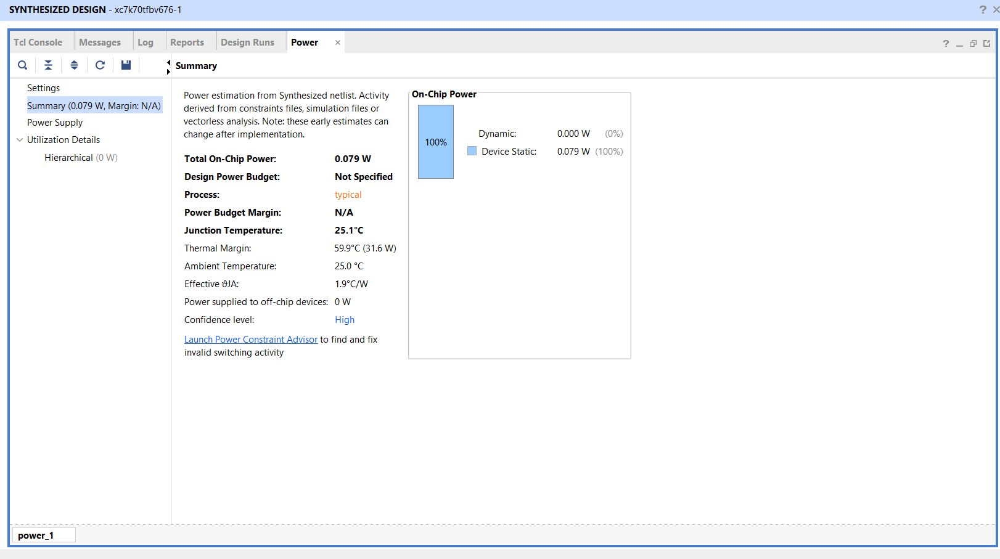 SYNTHESIZED DESIGN - xc7k70tfbv676-1
Tcl Console Messages Log Reports Design Runs Power
Summary
Settings
Summary (0.079 W, Margin: N/A)
Power Supply
Utilization Details
Hierarchical (0 W)
Power estimation from Synthesized netlist. Activity
derived from constraints files, simulation files or
vectorless analysis. Note: these early estimates can
change after implementation.
Total On-Chip Power: 0.079 W
Design Power Budget: Not Specified
Process: typical
Power Budget Margin: N/A
Junction Temperature: 25.1°C
Thermal Margin: 59.9°C (31.6 W)
Ambient Temperature: 25.0 °C
Effective ϑJA: 1.9°C/W
Power supplied to off-chip devices: 0 W
Confidence level: High
Launch Power Constraint Advisor to find and fix
invalid switching activity
On-Chip Power
100%
Dynamic: 0.000 W (0%)
Device Static: 0.079 W (100%)
power_1